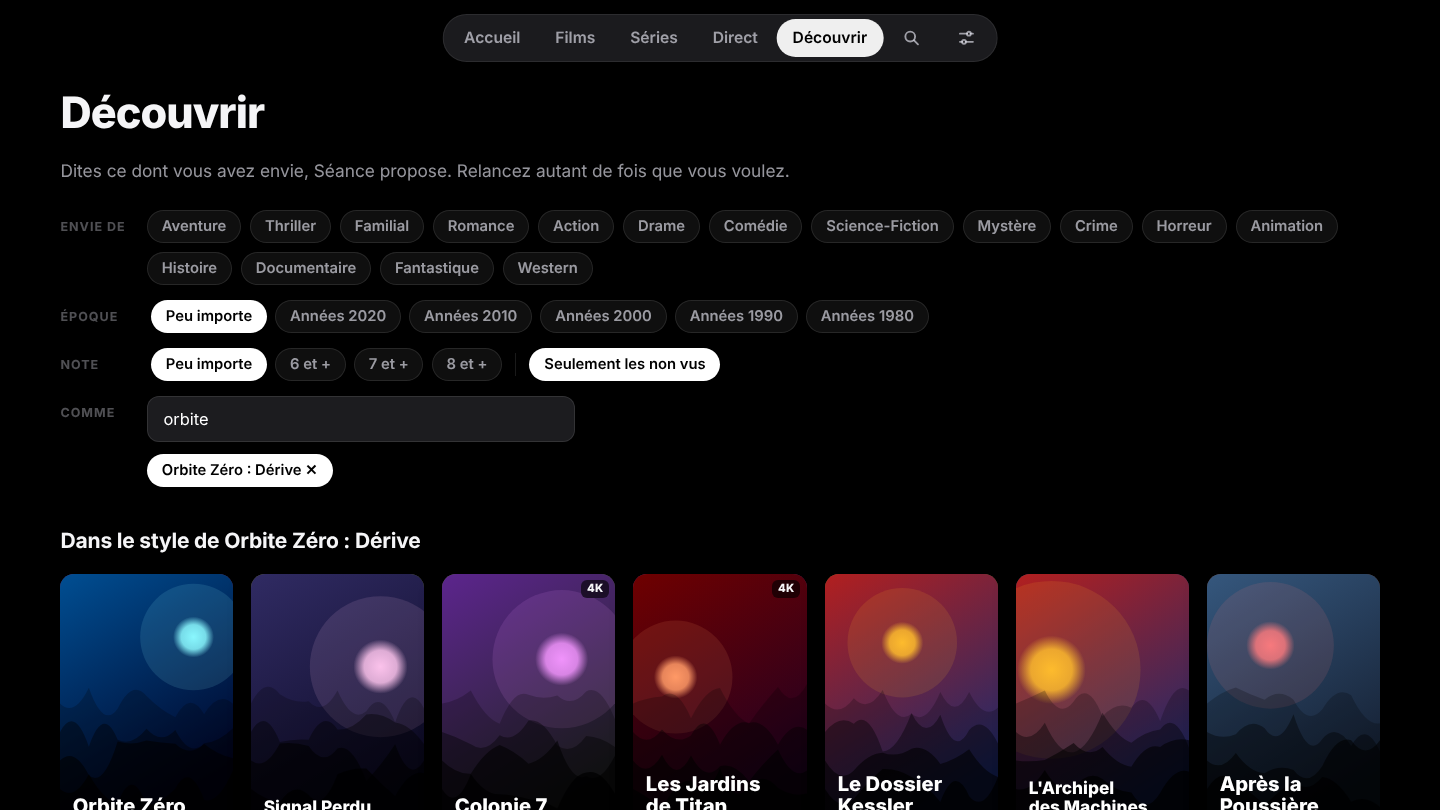 Accueil Films Séries Direct Découvrir
Découvrir
Dites ce dont vous avez envie, Séance propose. Relancez autant de fois que vous voulez.
ENVIE DE Aventure Thriller Familial Romance Action Drame Comédie Science-Fiction Mystère Crime Horreur Animation
Histoire Documentaire Fantastique Western
ÉPOQUE Peu importe Années 2020 Années 2010 Années 2000 Années 1990 Années 1980
NOTE Peu importe 6 et + 7 et + 8 et + Seulement les non vus
COMME orbite
Orbite Zéro : Dérive ✕
Dans le style de Orbite Zéro : Dérive
4K 4K
Orbite Zéro
Signal Perdu
Colonie 7
Les Jardins
de Titan
Le Dossier
Kessler
L'Archipel
des Machines
Après la
Poussière